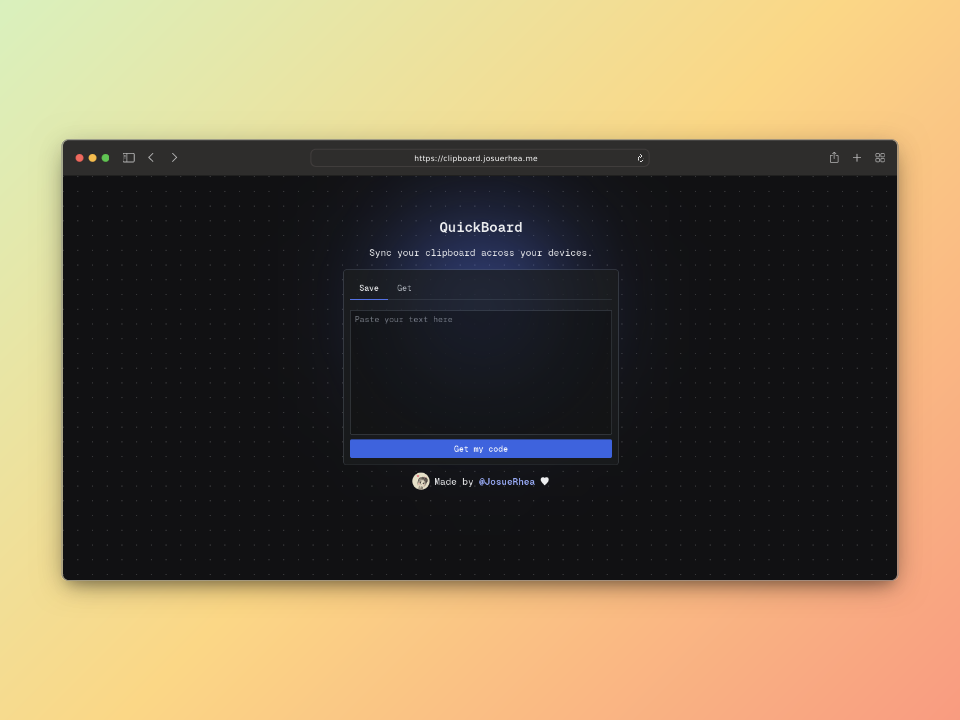 https://clipboard.josuerhea.me
QuickBoard
Sync your clipboard across your devices.
Save Get
Paste your text here
Get my code
Made by @JosueRhea 🤍